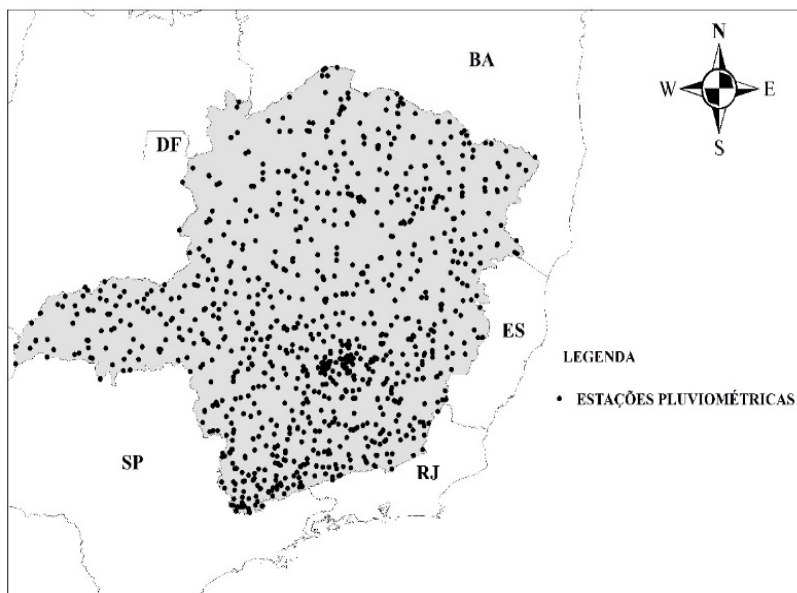 BA
N
W
E
S
DF
ES
LEGENDA
ESTAÇÕES PLUVIOMÉTRICAS
SP
RJ